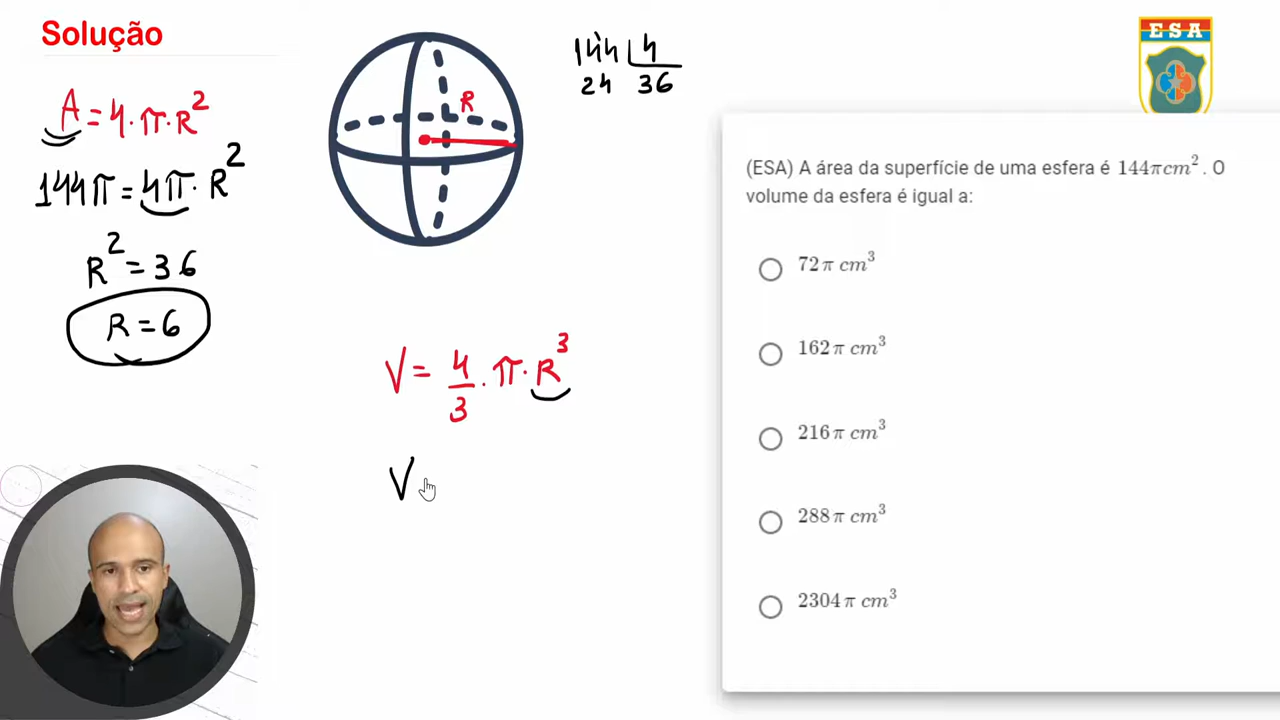 Solução
A = 4·π·R²
144π = 4π·R²
R² = 36
R = 6
R
144 | 4
24 36
V = 4/3 · π · R³
V
ESA
(ESA) A área da superfície de uma esfera é 144πcm². O
volume da esfera é igual a:
72π cm³
162π cm³
216π cm³
288π cm³
2304π cm³